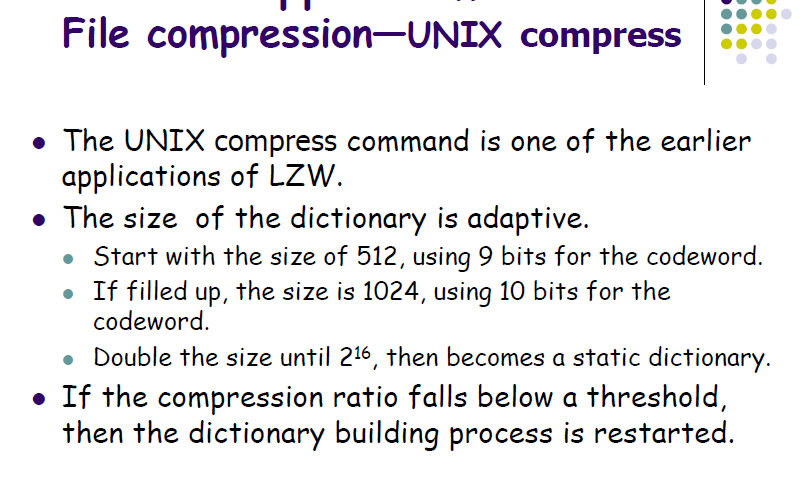 File compression—UNIX compress
The UNIX compress command is one of the earlier
applications of LZW.
The size of the dictionary is adaptive.
Start with the size of 512, using 9 bits for the codeword.
If filled up, the size is 1024, using 10 bits for the
codeword.
Double the size until 2¹⁶, then becomes a static dictionary.
If the compression ratio falls below a threshold,
then the dictionary building process is restarted.